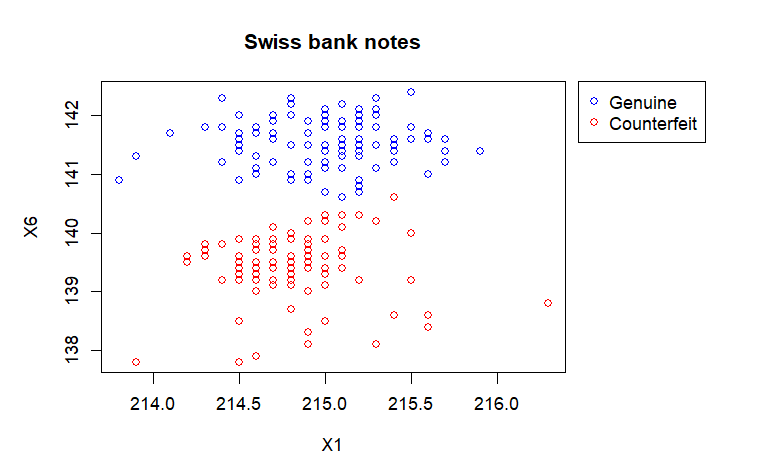 Swiss bank notes
Genuine
Counterfeit
142
141
140
139
138
X6
214.0 214.5 215.0 215.5 216.0
X1